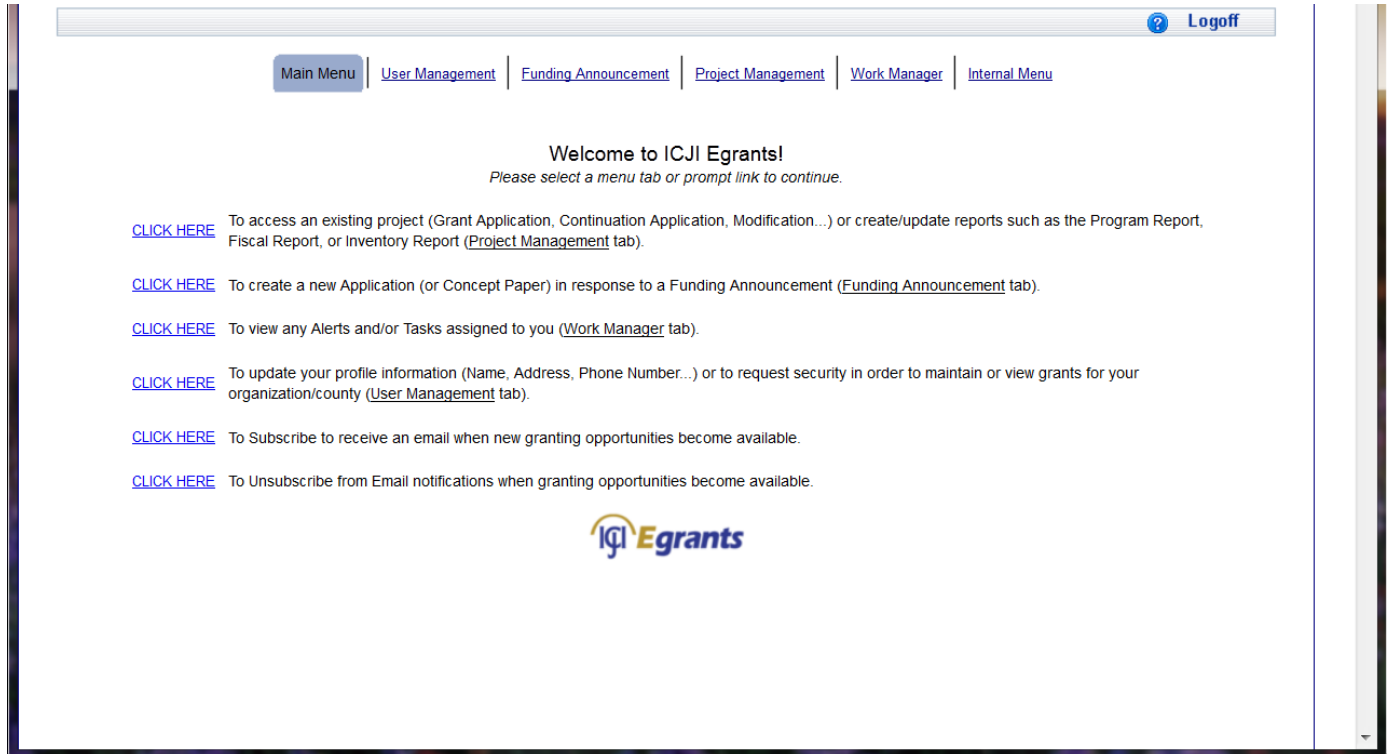 ? Logoff
Main Menu User Management Funding Announcement Project Management Work Manager Internal Menu
Welcome to ICJI Egrants!
Please select a menu tab or prompt link to continue.
CLICK HERE To access an existing project (Grant Application, Continuation Application, Modification...) or create/update reports such as the Program Report,
Fiscal Report, or Inventory Report (Project Management tab).
CLICK HERE To create a new Application (or Concept Paper) in response to a Funding Announcement (Funding Announcement tab).
CLICK HERE To view any Alerts and/or Tasks assigned to you (Work Manager tab).
CLICK HERE To update your profile information (Name, Address, Phone Number...) or to request security in order to maintain or view grants for your
organization/county (User Management tab).
CLICK HERE To Subscribe to receive an email when new granting opportunities become available.
CLICK HERE To Unsubscribe from Email notifications when granting opportunities become available.
ICJI Egrants